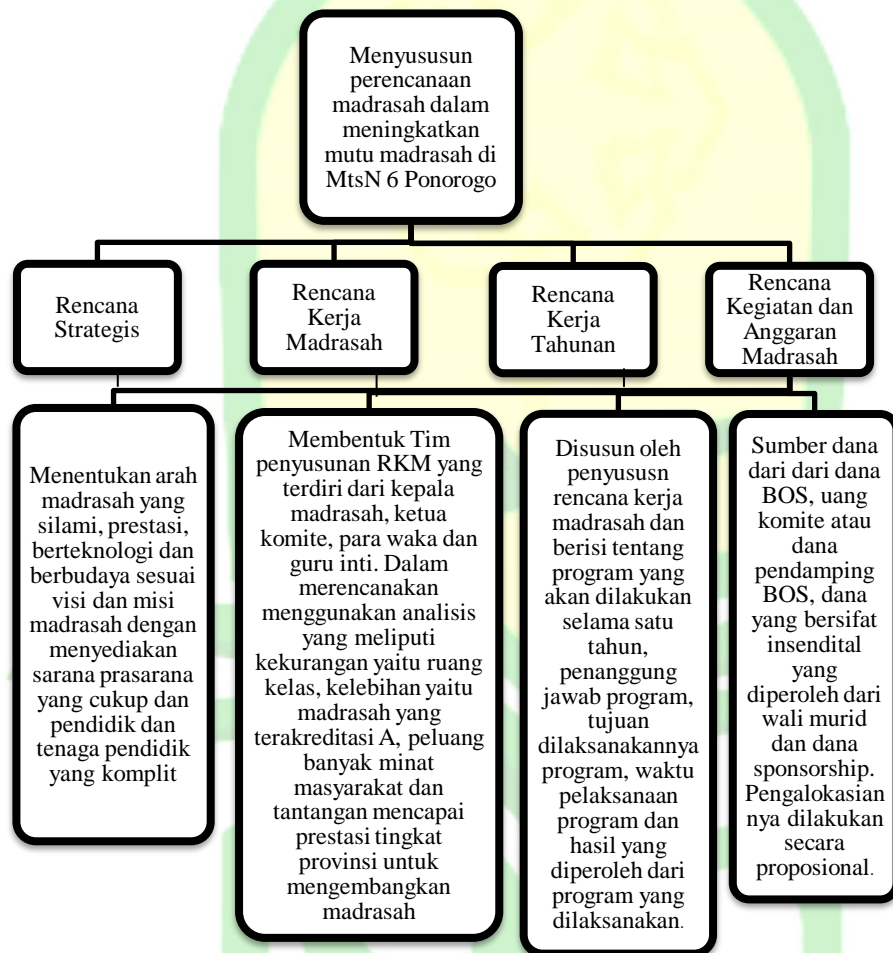 Menyususun
perencanaan
madrasah dalam
meningkatkan
mutu madrasah di
MtsN 6 Ponorogo
Rencana
Strategis
Rencana
Kerja
Madrasah
Rencana
Kerja
Tahunan
Rencana
Kegiatan dan
Anggaran
Madrasah
Menentukan arah
madrasah yang
silami, prestasi,
berteknologi dan
berbudaya sesuai
visi dan misi
madrasah dengan
menyediakan
sarana prasarana
yang cukup dan
pendidik dan
tenaga pendidik
yang komplit
Membentuk Tim
penyusunan RKM yang
terdiri dari kepala
madrasah, ketua
komite, para waka dan
guru inti. Dalam
merencanakan
menggunakan analisis
yang meliputi
kekurangan yaitu ruang
kelas, kelebihan yaitu
madrasah yang
terakreditasi A, peluang
banyak minat
masyarakat dan
tantangan mencapai
prestasi tingkat
provinsi untuk
mengembangkan
madrasah
Disusun oleh
penyususn
rencana kerja
madrasah dan
berisi tentang
program yang
akan dilakukan
selama satu
tahun,
penanggung
jawab program,
tujuan
dilaksanakannya
program, waktu
pelaksanaan
program dan
hasil yang
diperoleh dari
program yang
dilaksanakan.
Sumber dana
dari dari dana
BOS, uang
komite atau
dana
pendamping
BOS, dana
yang bersifat
insendital
yang
diperoleh dari
wali murid
dan dana
sponsorship.
Pengalokasian
nya dilakukan
secara
proposional.